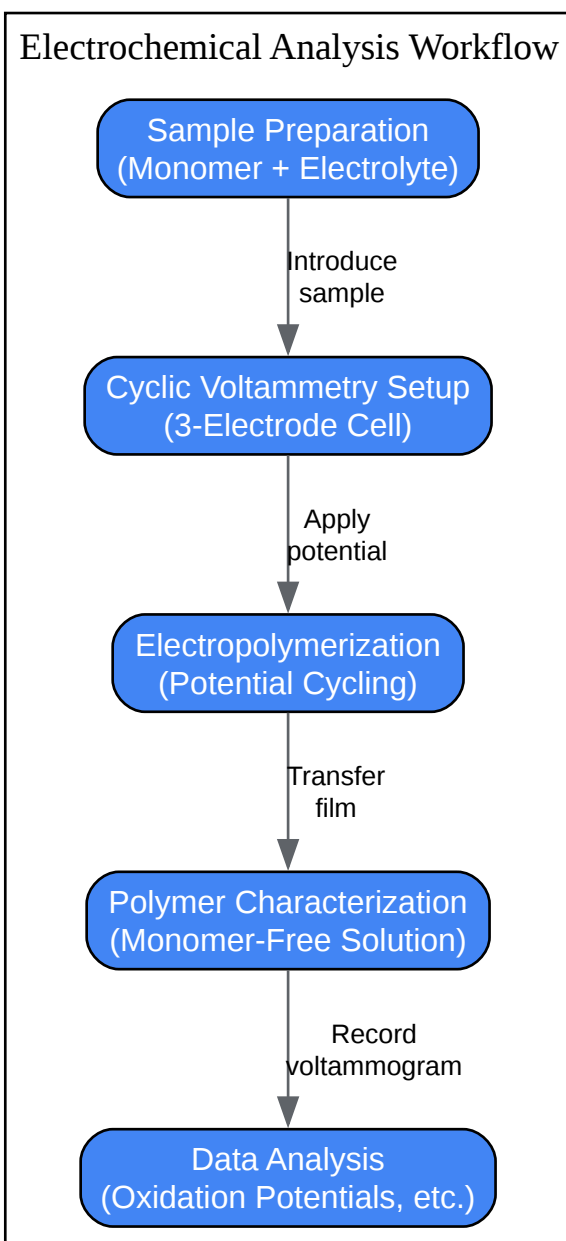 Electrochemical Analysis Workflow
Sample Preparation
(Monomer + Electrolyte)
Introduce
sample
Cyclic Voltammetry Setup
(3-Electrode Cell)
Apply
potential
Electropolymerization
(Potential Cycling)
Transfer
film
Polymer Characterization
(Monomer-Free Solution)
Record
voltammogram
Data Analysis
(Oxidation Potentials, etc.)